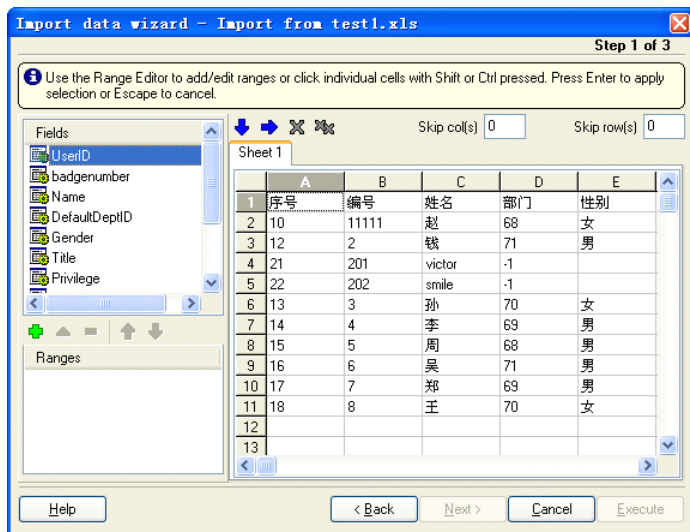 Import data wizard - Import from test1.xls
Step 1 of 3
Use the Range Editor to add/edit ranges or click individual cells with Shift or Ctrl pressed. Press Enter to apply
selection or Escape to cancel.
Fields
UserID
badgenumber
Name
DefaultDeptID
Gender
Title
Privilege
Ranges
Skip col(s) 0 Skip row(s) 0
Sheet 1
A B C D E
1 序号 编号 姓名 部门 性别
2 10 11111 赵 68 女
3 12 2 钱 71 男
4 21 201 victor -1
5 22 202 smile -1
6 13 3 孙 70 女
7 14 4 李 69 男
8 15 5 周 68 男
9 16 6 吴 71 男
10 17 7 郑 69 男
11 18 8 王 70 女
12
13
Help < Back Next > Cancel Execute